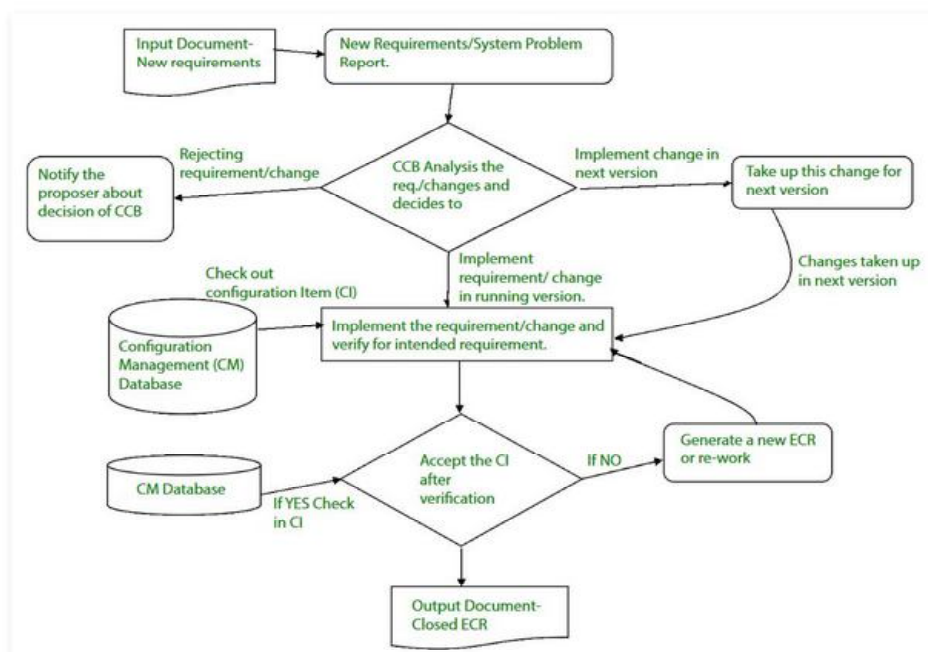 Input Document-
New requirements
New Requirements/System Problem
Report.
Rejecting
requirement/change
CCB Analysis the
req./changes and
decides to
Implement change in
next version
Notify the
proposer about
decision of CCB
Take up this change for
next version
Implement
requirement/ change
in running version.
Changes taken up
in next version
Check out
configuration Item (CI)
Configuration
Management (CM)
Database
Implement the requirement/change and
verify for intended requirement.
Accept the CI
after
verification
If NO
Generate a new ECR
or re-work
CM Database
If YES Check
in CI
Output Document-
Closed ECR